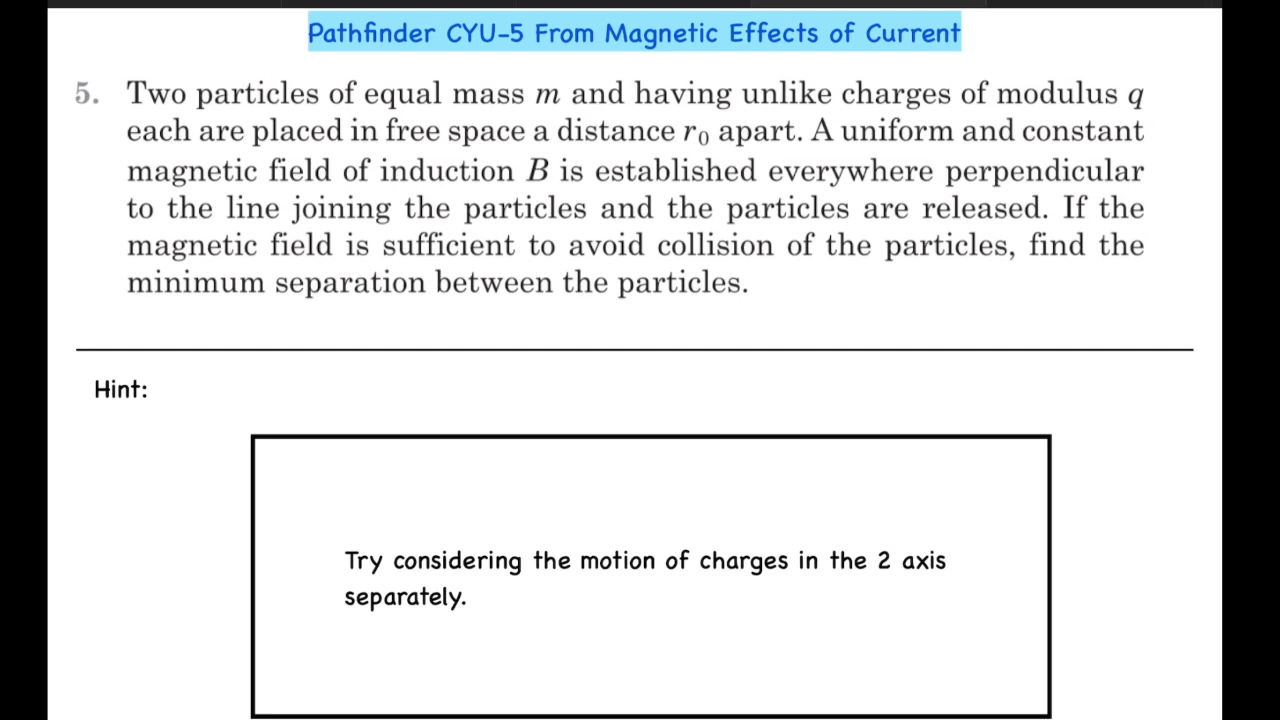 Pathfinder CYU-5 From Magnetic Effects of Current
5. Two particles of equal mass m and having unlike charges of modulus q
each are placed in free space a distance r₀ apart. A uniform and constant
magnetic field of induction B is established everywhere perpendicular
to the line joining the particles and the particles are released. If the
magnetic field is sufficient to avoid collision of the particles, find the
minimum separation between the particles.
Hint:
Try considering the motion of charges in the 2 axis
separately.